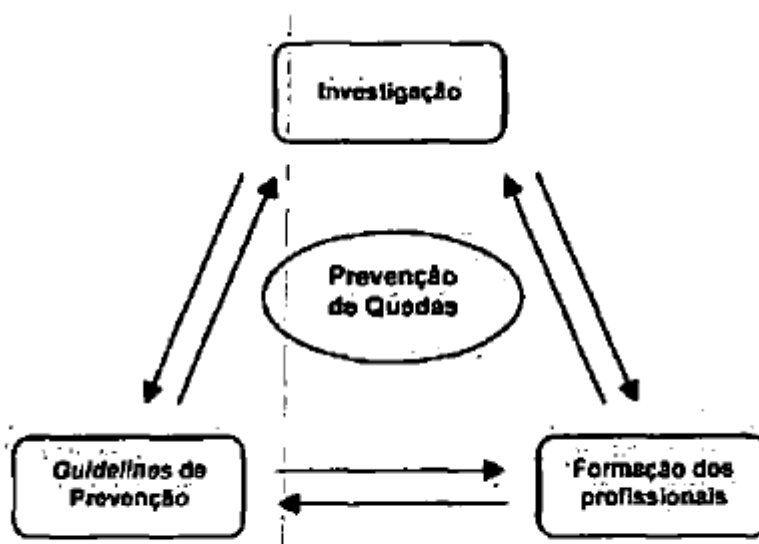 Investigação
Prevenção
de Quedas
Guidelines de
Prevenção
Formação dos
profissionais